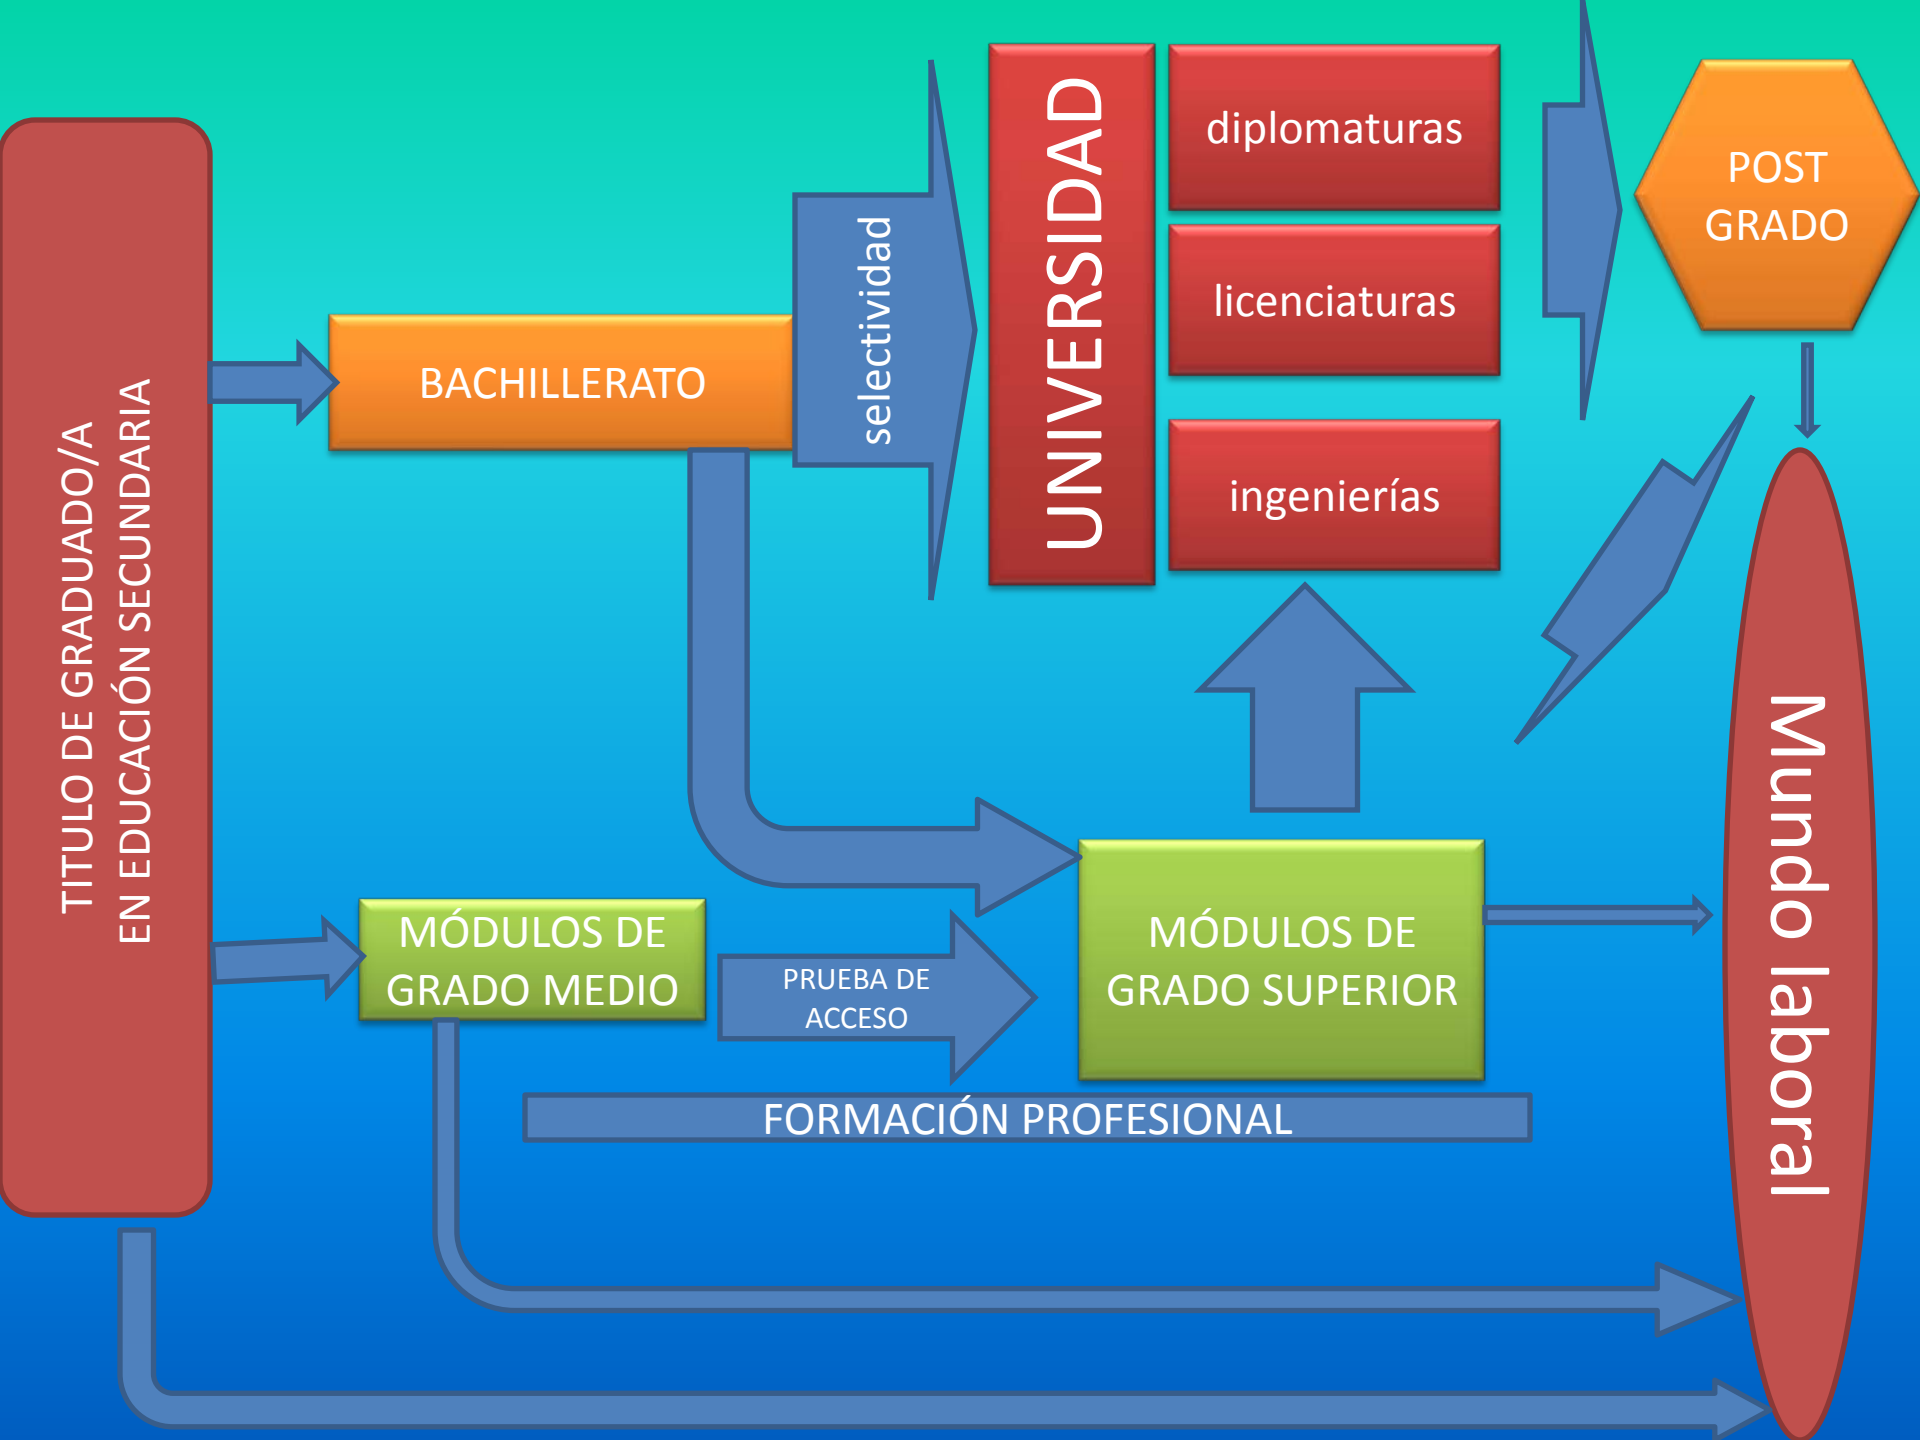 TITULO DE GRADUADO/A
EN EDUCACIÓN SECUNDARIA
BACHILLERATO
selectividad
UNIVERSIDAD
diplomaturas
licenciaturas
ingenierías
POST
GRADO
MÓDULOS DE
GRADO MEDIO
PRUEBA DE
ACCESO
MÓDULOS DE
GRADO SUPERIOR
FORMACIÓN PROFESIONAL
Mundo laboral